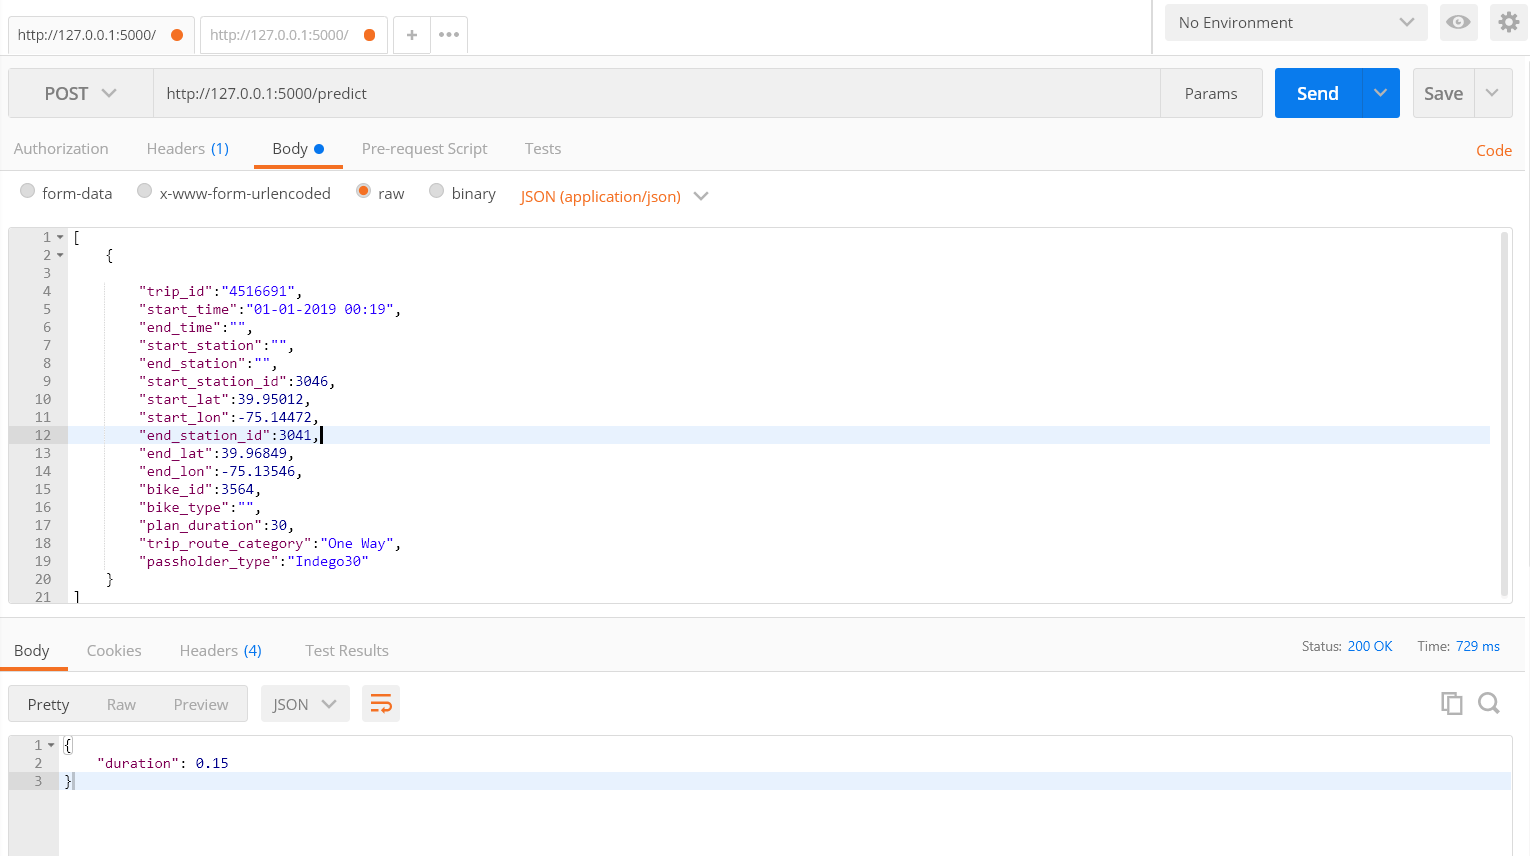 http://127.0.0.1:5000/ http://127.0.0.1:5000/ + ••• No Environment
POST http://127.0.0.1:5000/predict Params Send Save
Authorization Headers (1) Body Pre-request Script Tests Code
form-data x-www-form-urlencoded raw binary JSON (application/json)
1 [
2 {
3
4 "trip_id":"4516691",
5 "start_time":"01-01-2019 00:19",
6 "end_time":"",
7 "start_station":"",
8 "end_station":"",
9 "start_station_id":3046,
10 "start_lat":39.95012,
11 "start_lon":-75.14472,
12 "end_station_id":3041,
13 "end_lat":39.96849,
14 "end_lon":-75.13546,
15 "bike_id":3564,
16 "bike_type":"",
17 "plan_duration":30,
18 "trip_route_category":"One Way",
19 "passholder_type":"Indego30"
20 }
21 ]
Body Cookies Headers (4) Test Results Status: 200 OK Time: 729 ms
Pretty Raw Preview JSON
1 {
2 "duration": 0.15
3 }